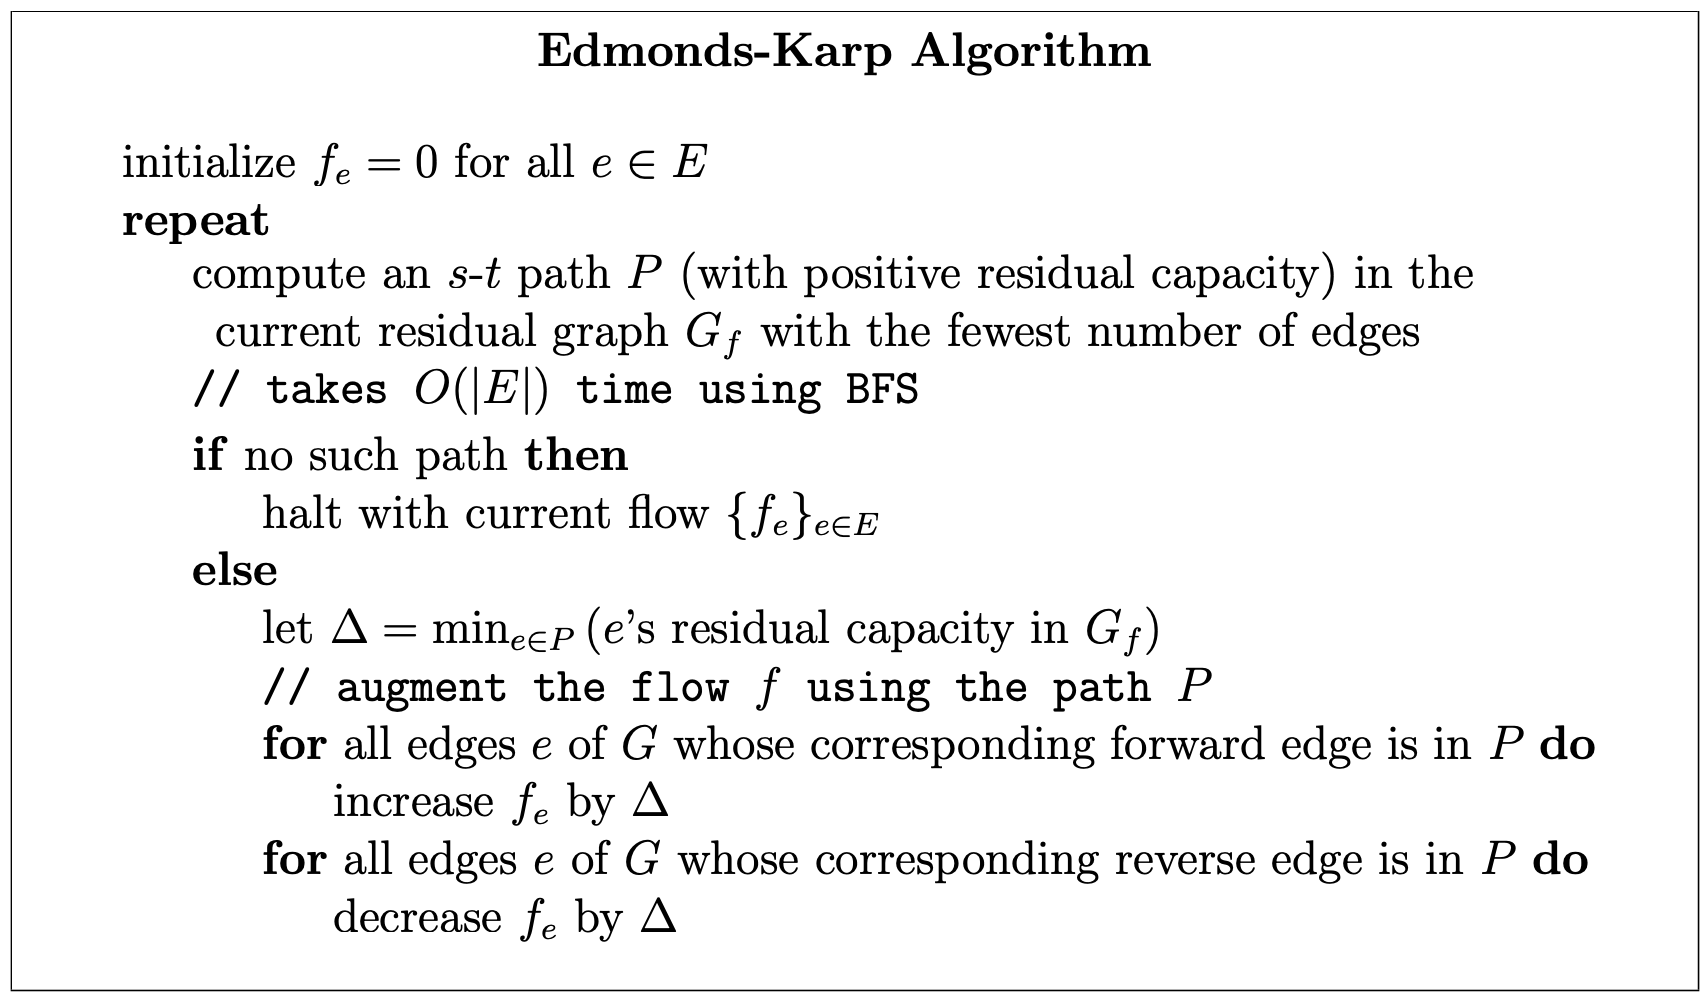 Edmonds-Karp Algorithm
initialize $f_e = 0$ for all $e \in E$
repeat
compute an $s$-$t$ path $P$ (with positive residual capacity) in the
current residual graph $G_f$ with the fewest number of edges
// takes $O(|E|)$ time using BFS
if no such path then
halt with current flow $\{f_e\}_{e \in E}$
else
let $\Delta = \min_{e \in P}$ ($e$'s residual capacity in $G_f$)
// augment the flow $f$ using the path $P$
for all edges $e$ of $G$ whose corresponding forward edge is in $P$ do
increase $f_e$ by $\Delta$
for all edges $e$ of $G$ whose corresponding reverse edge is in $P$ do
decrease $f_e$ by $\Delta$